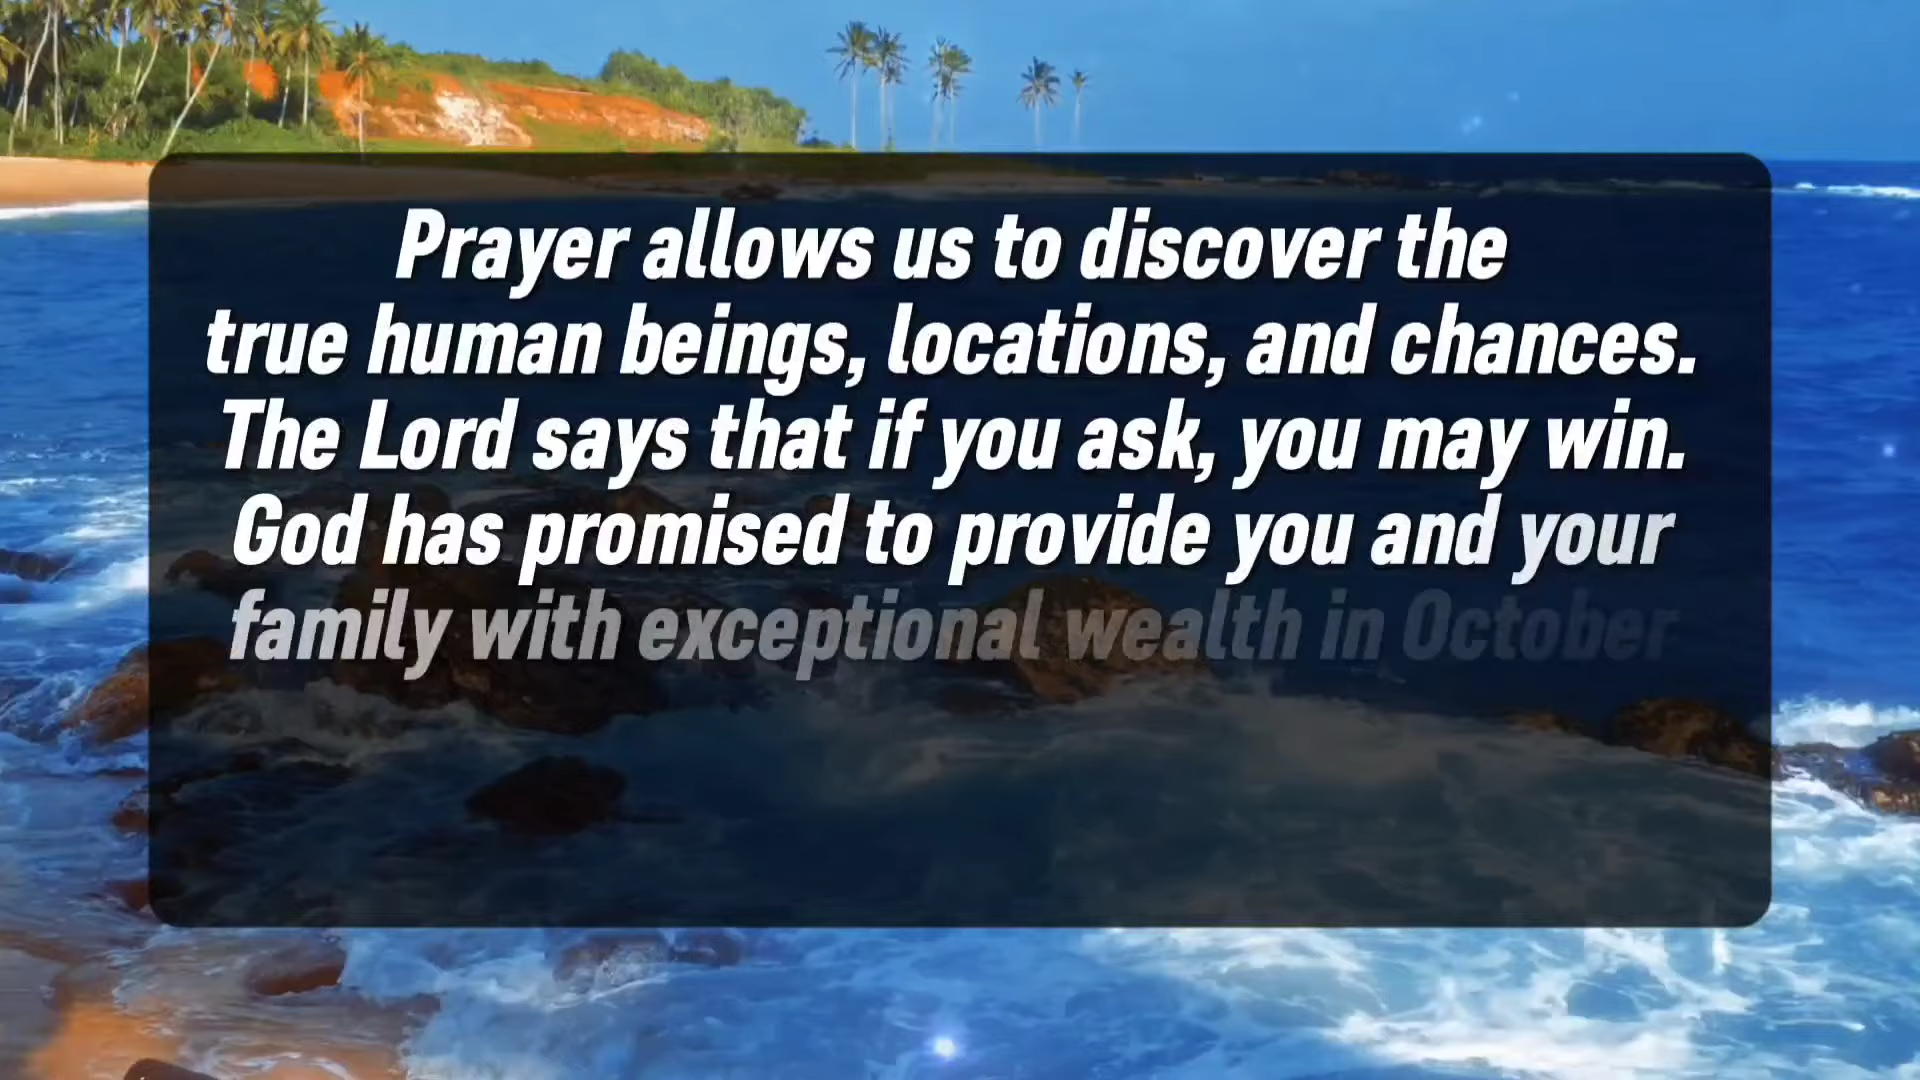 Prayer allows us to discover the
true human beings, locations, and chances.
The Lord says that if you ask, you may win.
God has promised to provide you and your
family with exceptional wealth in October